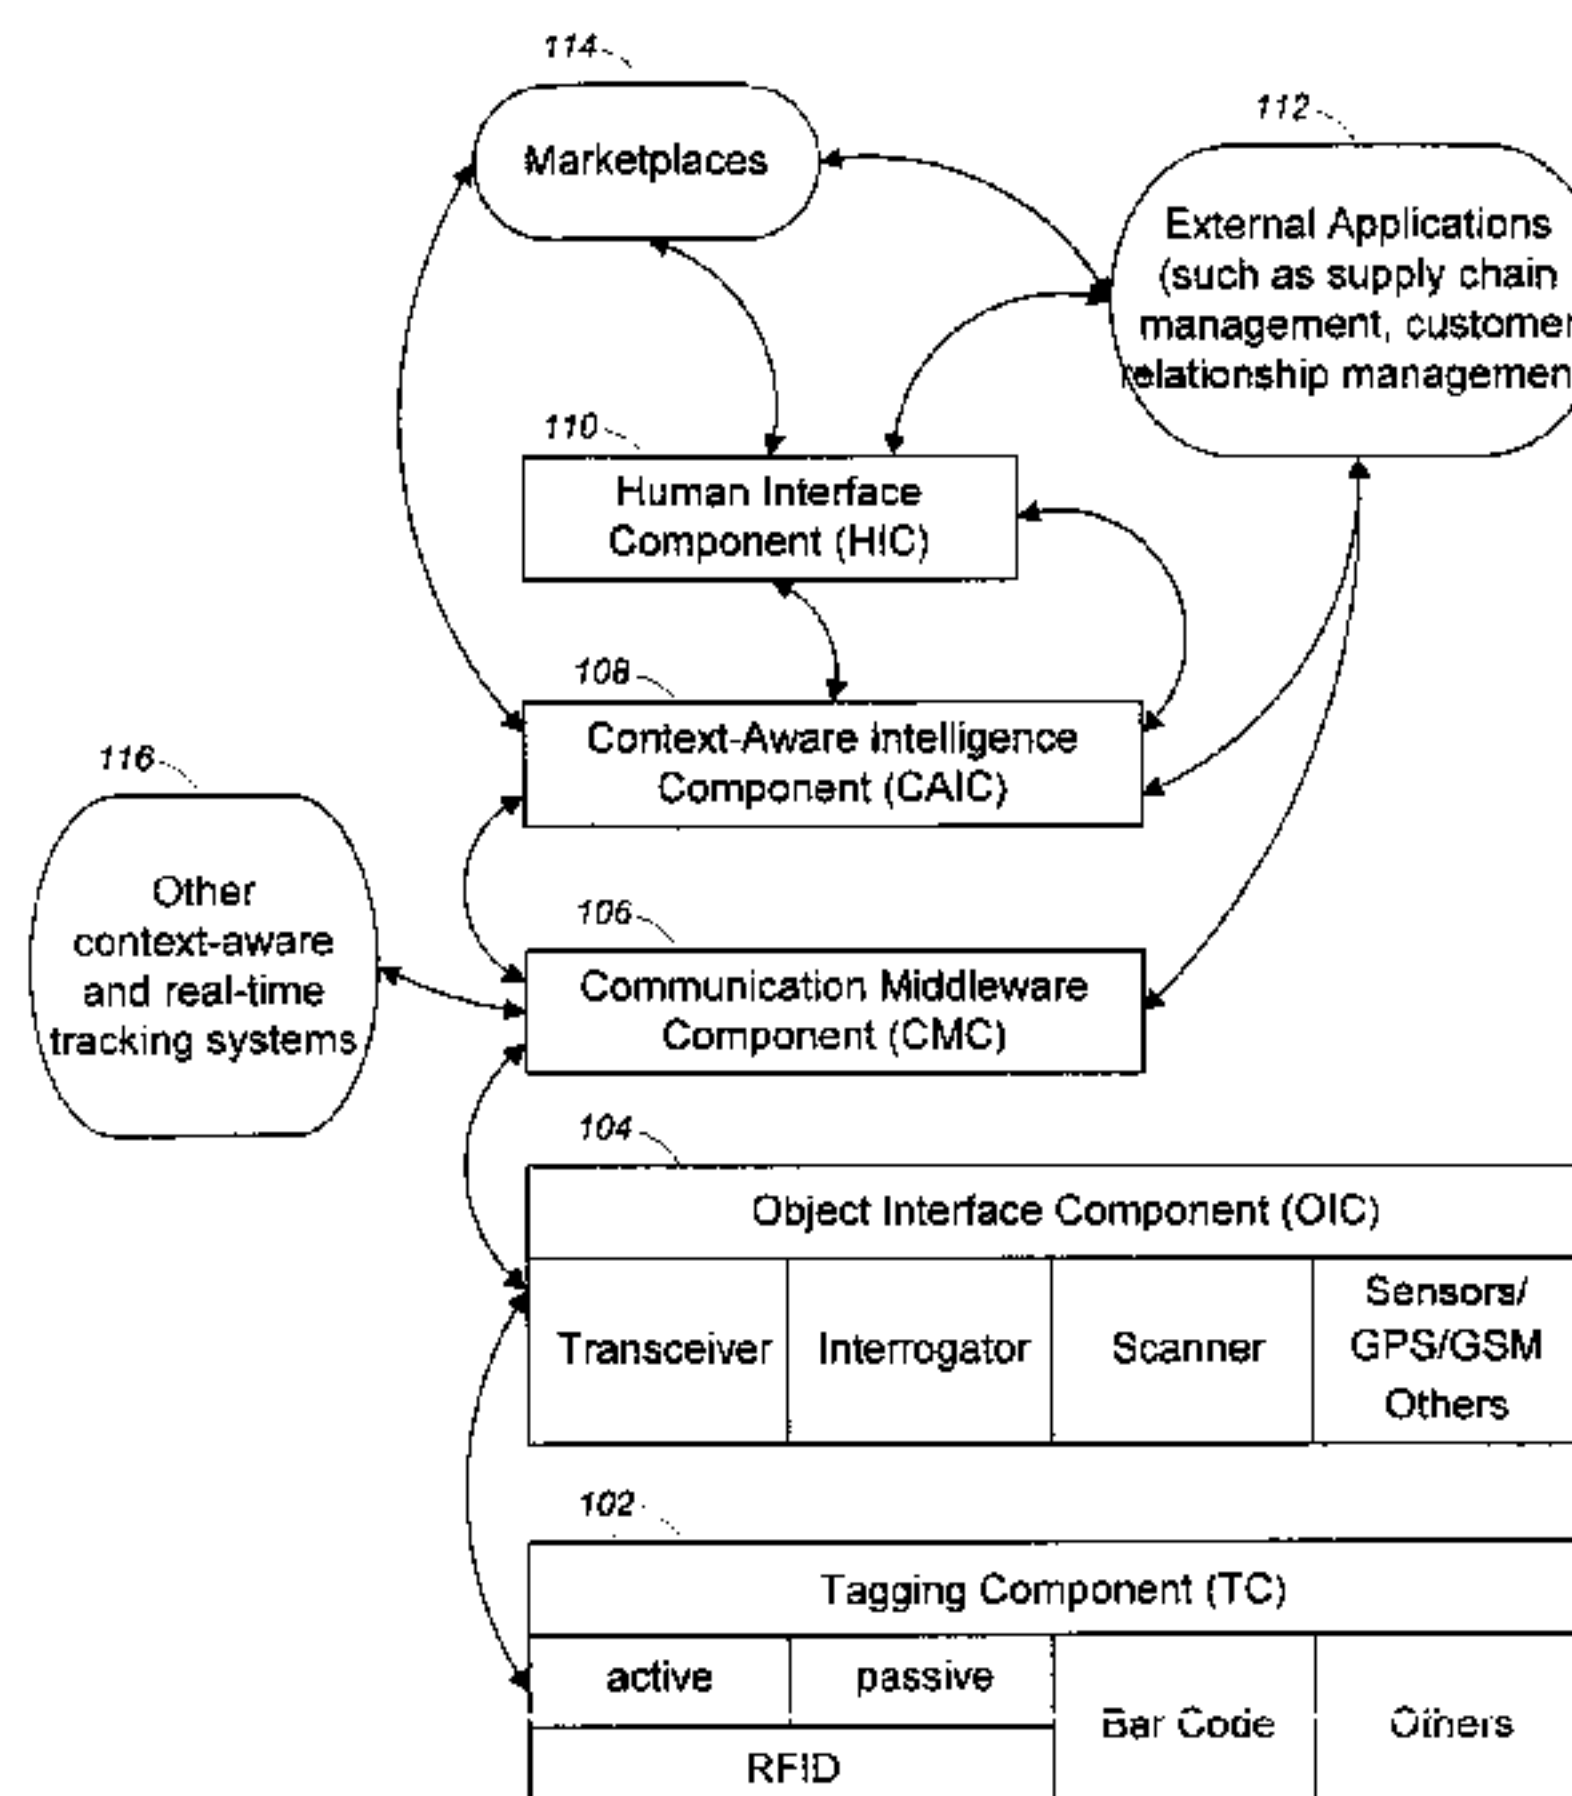 114
Marketplaces
112
External Applications
(such as supply chain
management, customer
relationship managemen
110
Human Interface
Component (HIC)
108
Context-Aware Intelligence
Component (CAIC)
116
Other
context-aware
and real-time
tracking systems
106
Communication Middleware
Component (CMC)
104
Object Interface Component (OIC)
Transceiver
Interrogator
Scanner
Sensors/
GPS/GSM
Others
102
Tagging Component (TC)
active
passive
RFID
Bar Code
Others